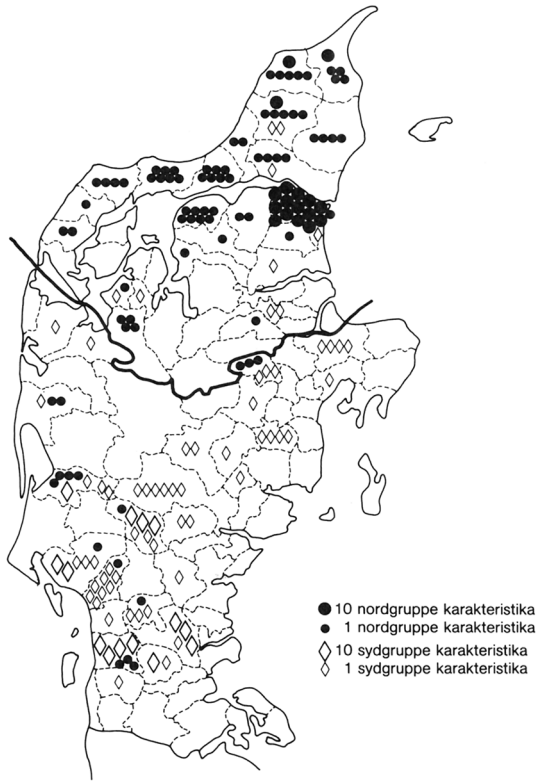 10 nordgruppe karakteristika
1 nordgruppe karakteristika
10 sydgruppe karakteristika
1 sydgruppe karakteristika